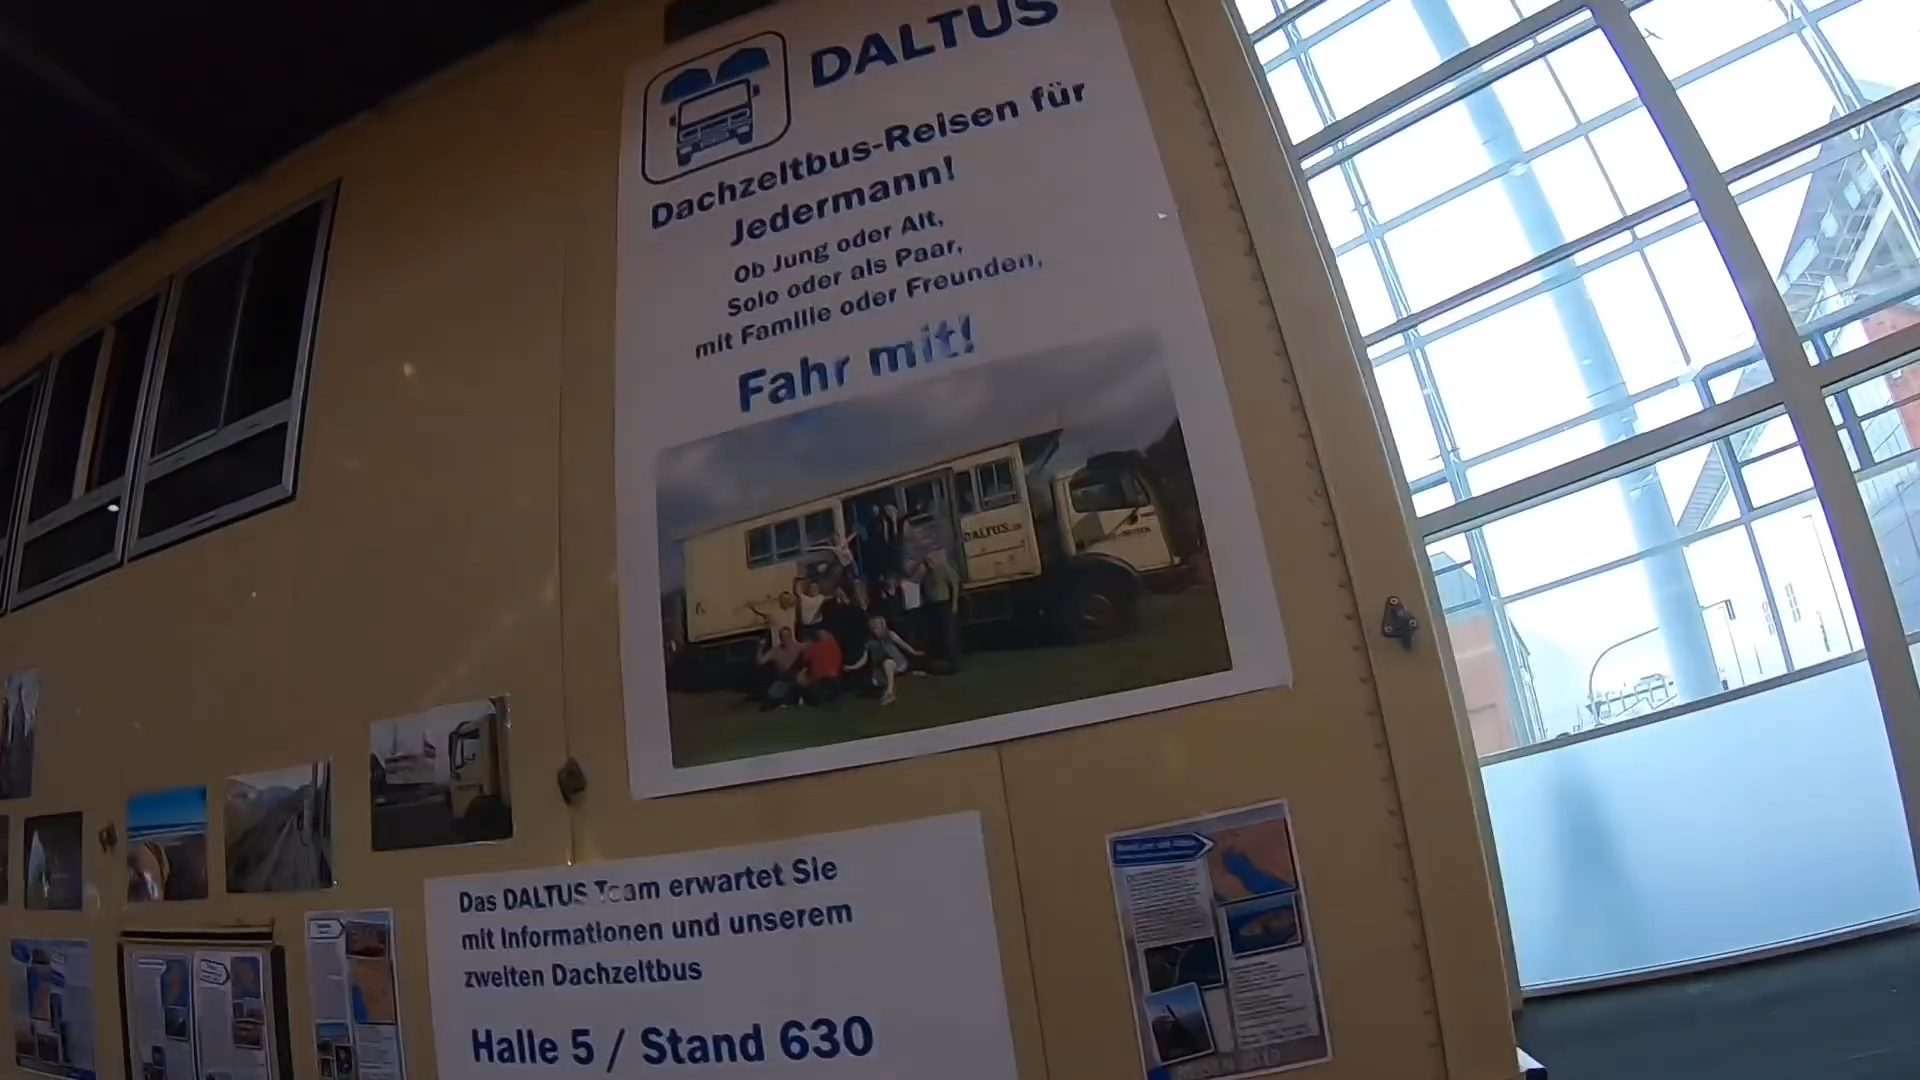 DALTUS
Dachzeltbus-Reisen für
Jedermann!
Ob Jung oder Alt,
Solo oder als Paar,
mit Familie oder Freunden,
Fahr mit!
DALTUS.de
Das DALTUS Team erwartet Sie
mit Informationen und unserem
zweiten Dachzeltbus
Halle 5 / Stand 630